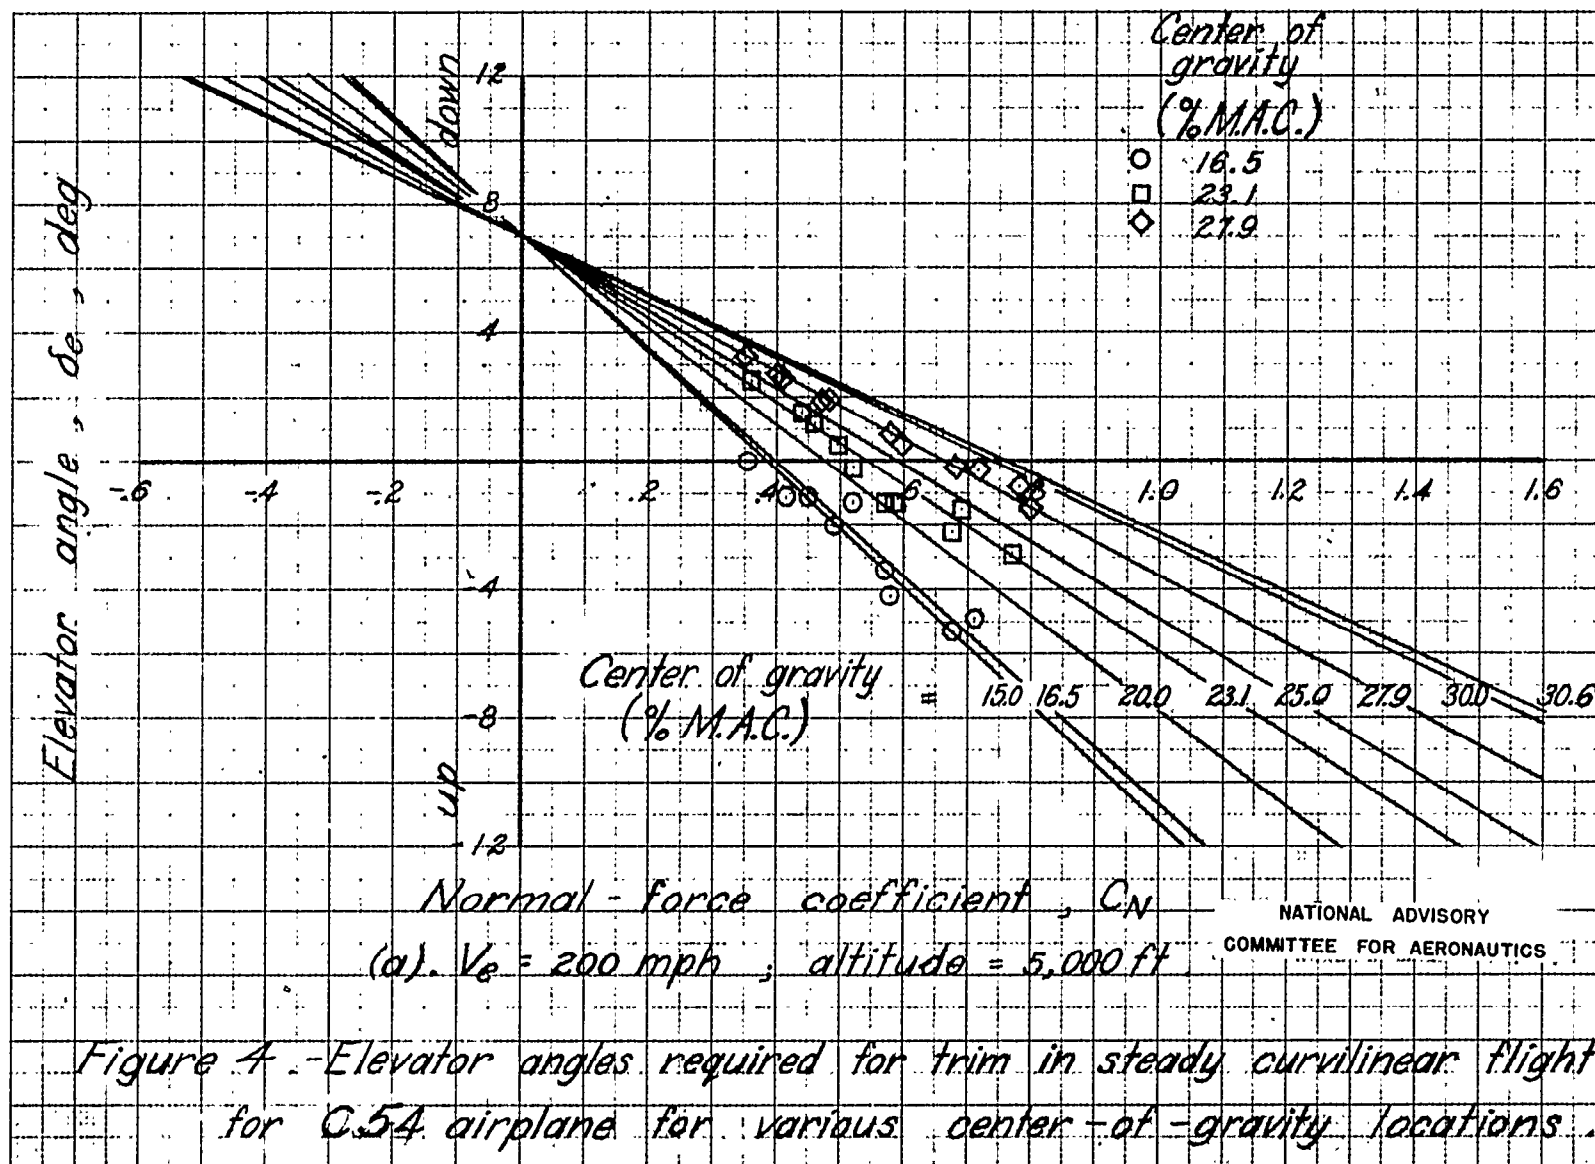 Center of
gravity
(% M.A.C.)
16.5
23.1
27.9
Elevator angle, δe, deg
down
up
12
8
4
-4
-8
-12
-.6 -.4 -.2 .2 .4 .6 1.0 1.2 1.4 1.6
Center of gravity
(% M.A.C.)
= 15.0 16.5 20.0 23.1 25.0 27.9 30.0 30.6
Normal-force coefficient, CN
(a). Ve = 200 mph; altitude = 5,000 ft
NATIONAL ADVISORY
COMMITTEE FOR AERONAUTICS
Figure 4.-Elevator angles required for trim in steady curvilinear flight
for C54 airplane for various center-of-gravity locations.